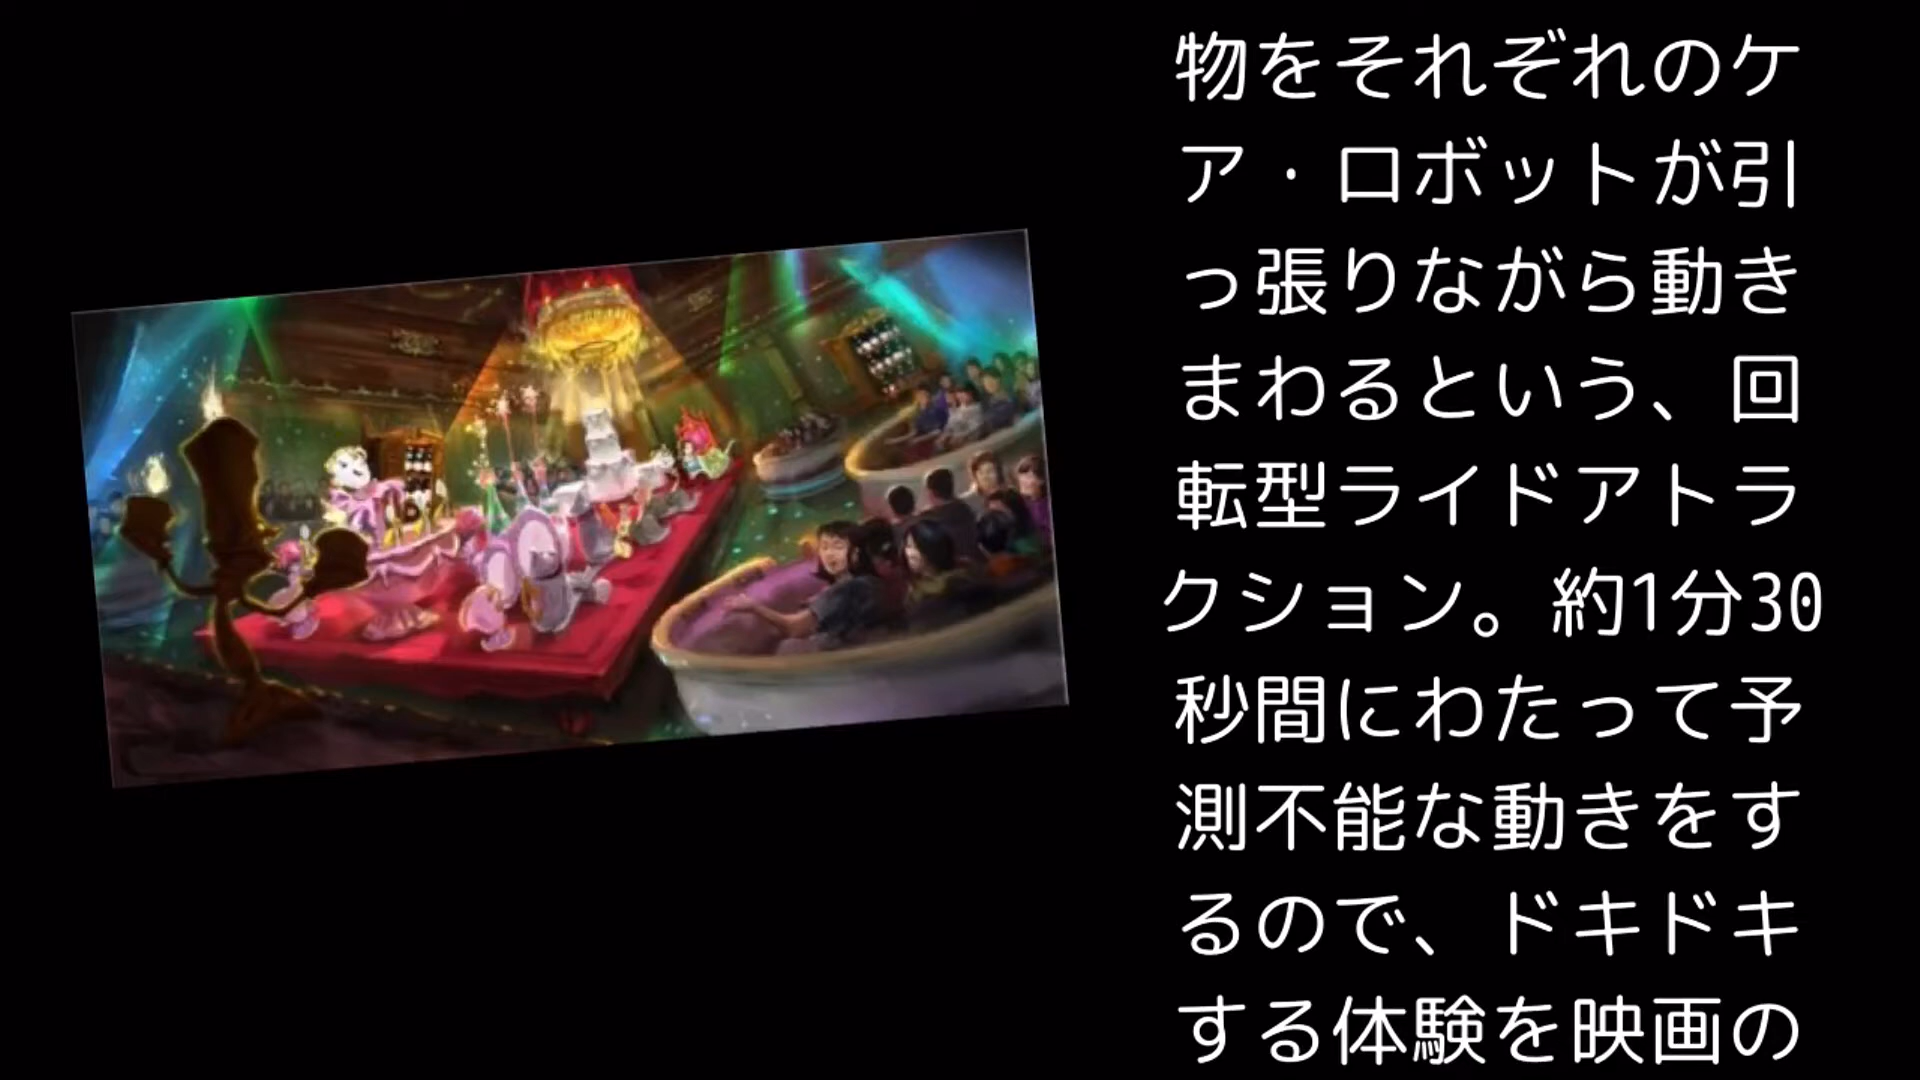 物をそれぞれのケ
ア・ロボットが引
っ張りながら動き
まわるという、回
転型ライドアトラ
クション。約1分30
秒間にわたって予
測不能な動きをす
るので、ドキドキ
する体験を映画の